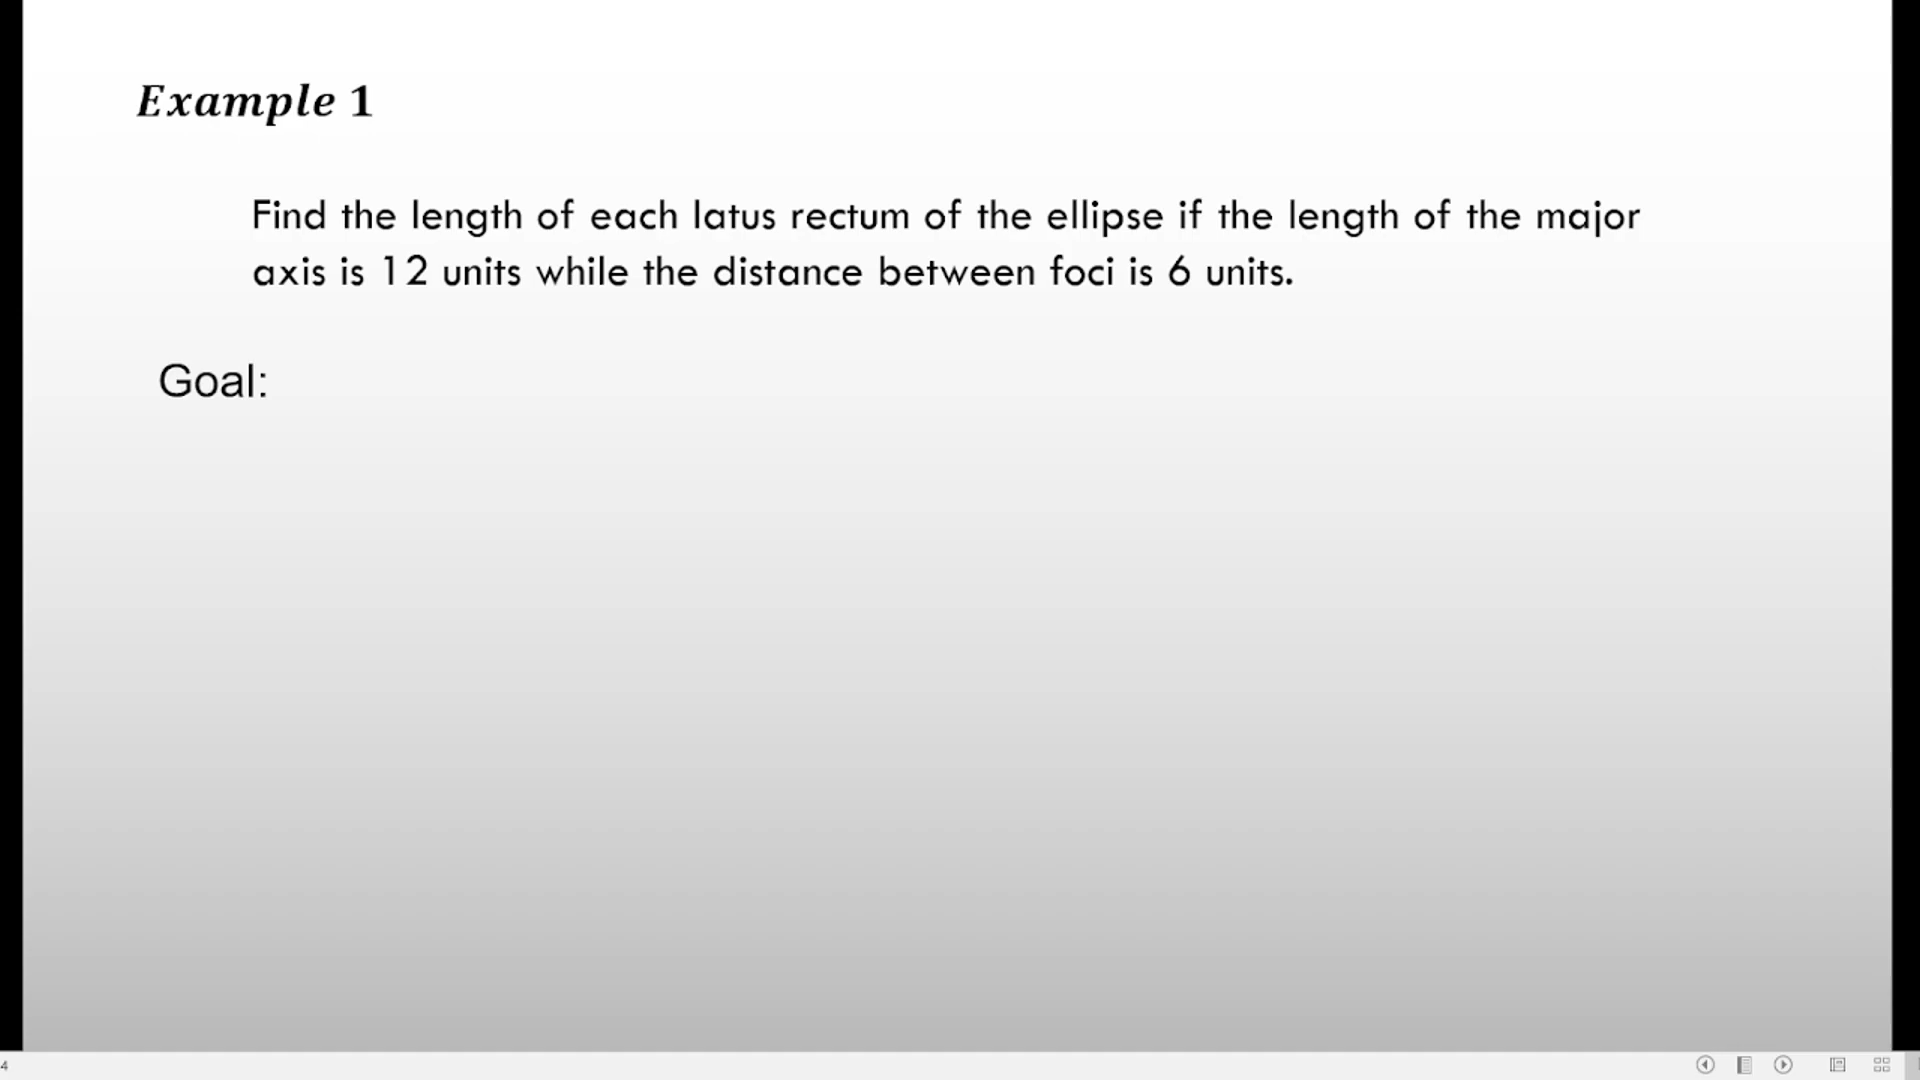 Example 1
Find the length of each latus rectum of the ellipse if the length of the major
axis is 12 units while the distance between foci is 6 units.
Goal:
4